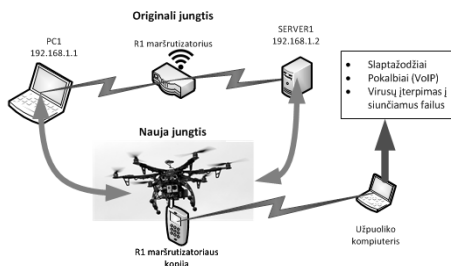 Originali jungtis
PC1
192.168.1.1
R1 maršrutizatorius
SERVER1
192.168.1.2
• Slaptažodžiai
• Pokalbiai (VoIP)
• Virusų įterpimas į
siunčiamus failus
Nauja jungtis
R1 maršrutizatoriaus
kopija
Užpuoliko
kompiuteris